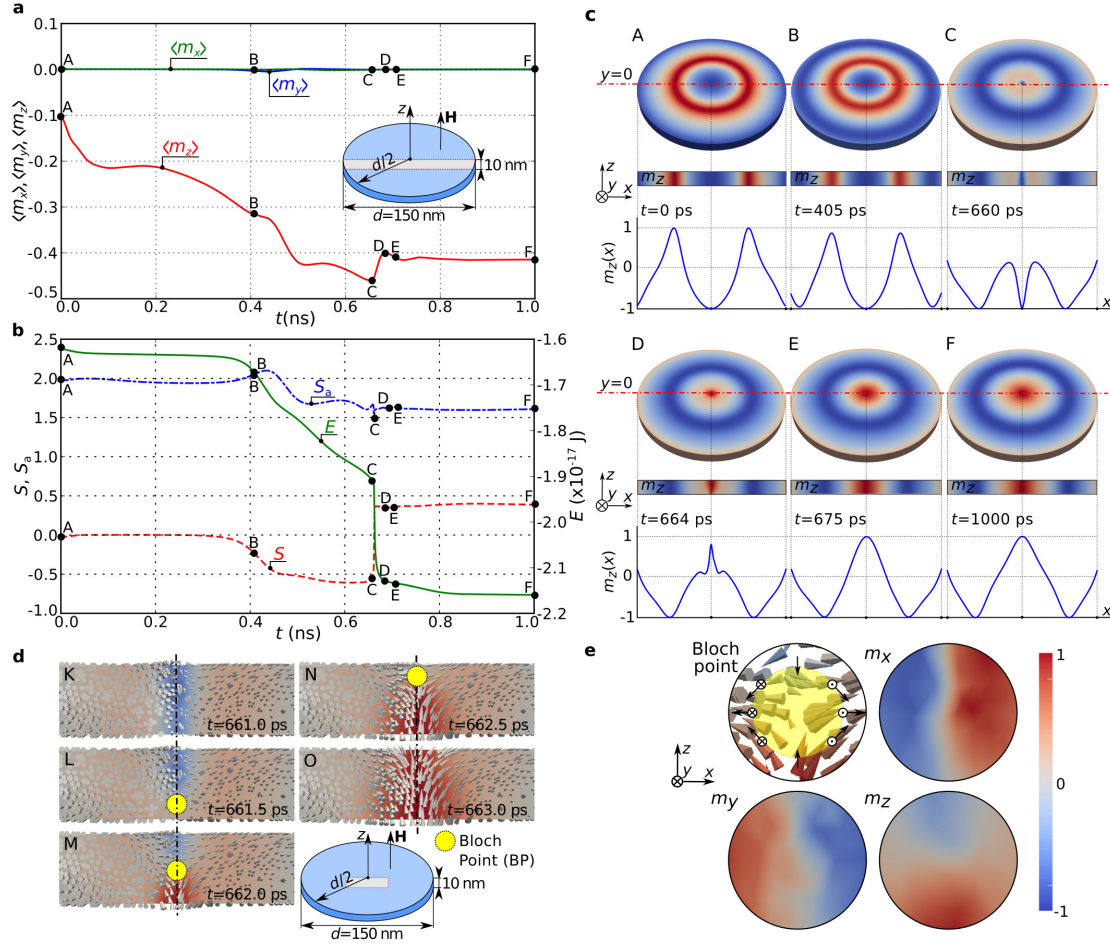 a
⟨mx⟩, ⟨my⟩, ⟨mz⟩
0.1
0.0
-0.1
-0.2
-0.3
-0.4
-0.5
A
A
⟨mx⟩
B
⟨my⟩
C
D
E
F
⟨mz⟩
B
C
D
E
F
z
H
d/2
10 nm
d=150 nm
0.0 0.2 0.4 0.6 0.8 1.0
t(ns)
b
S, Sa
2.5
2.0
1.5
1.0
0.5
0.0
-0.5
-1.0
-1.6
-1.7
-1.8
-1.9
-2.0
-2.1
-2.2
E (x10-17 J)
A
A
B
B
Sa
E
C
D
E
F
C
D
E
F
A
B
S
C
D
E
F
0.0 0.2 0.4 0.6 0.8 1.0
t (ns)
c
A B C
y=0
z
y x
mz mz mz
t=0 ps t=405 ps t=660 ps
mz(x)
1
0
-1
x
D E F
y=0
z
y x
mz mz mz
t=664 ps t=675 ps t=1000 ps
mz(x)
1
0
-1
x
d
K
t=661.0 ps
N
t=662.5 ps
L
t=661.5 ps
O
t=663.0 ps
M
t=662.0 ps
Bloch
Point (BP)
z
H
d/2
10 nm
d=150 nm
e
Bloch
point
mx
z
y x
my
mz
1
0
-1